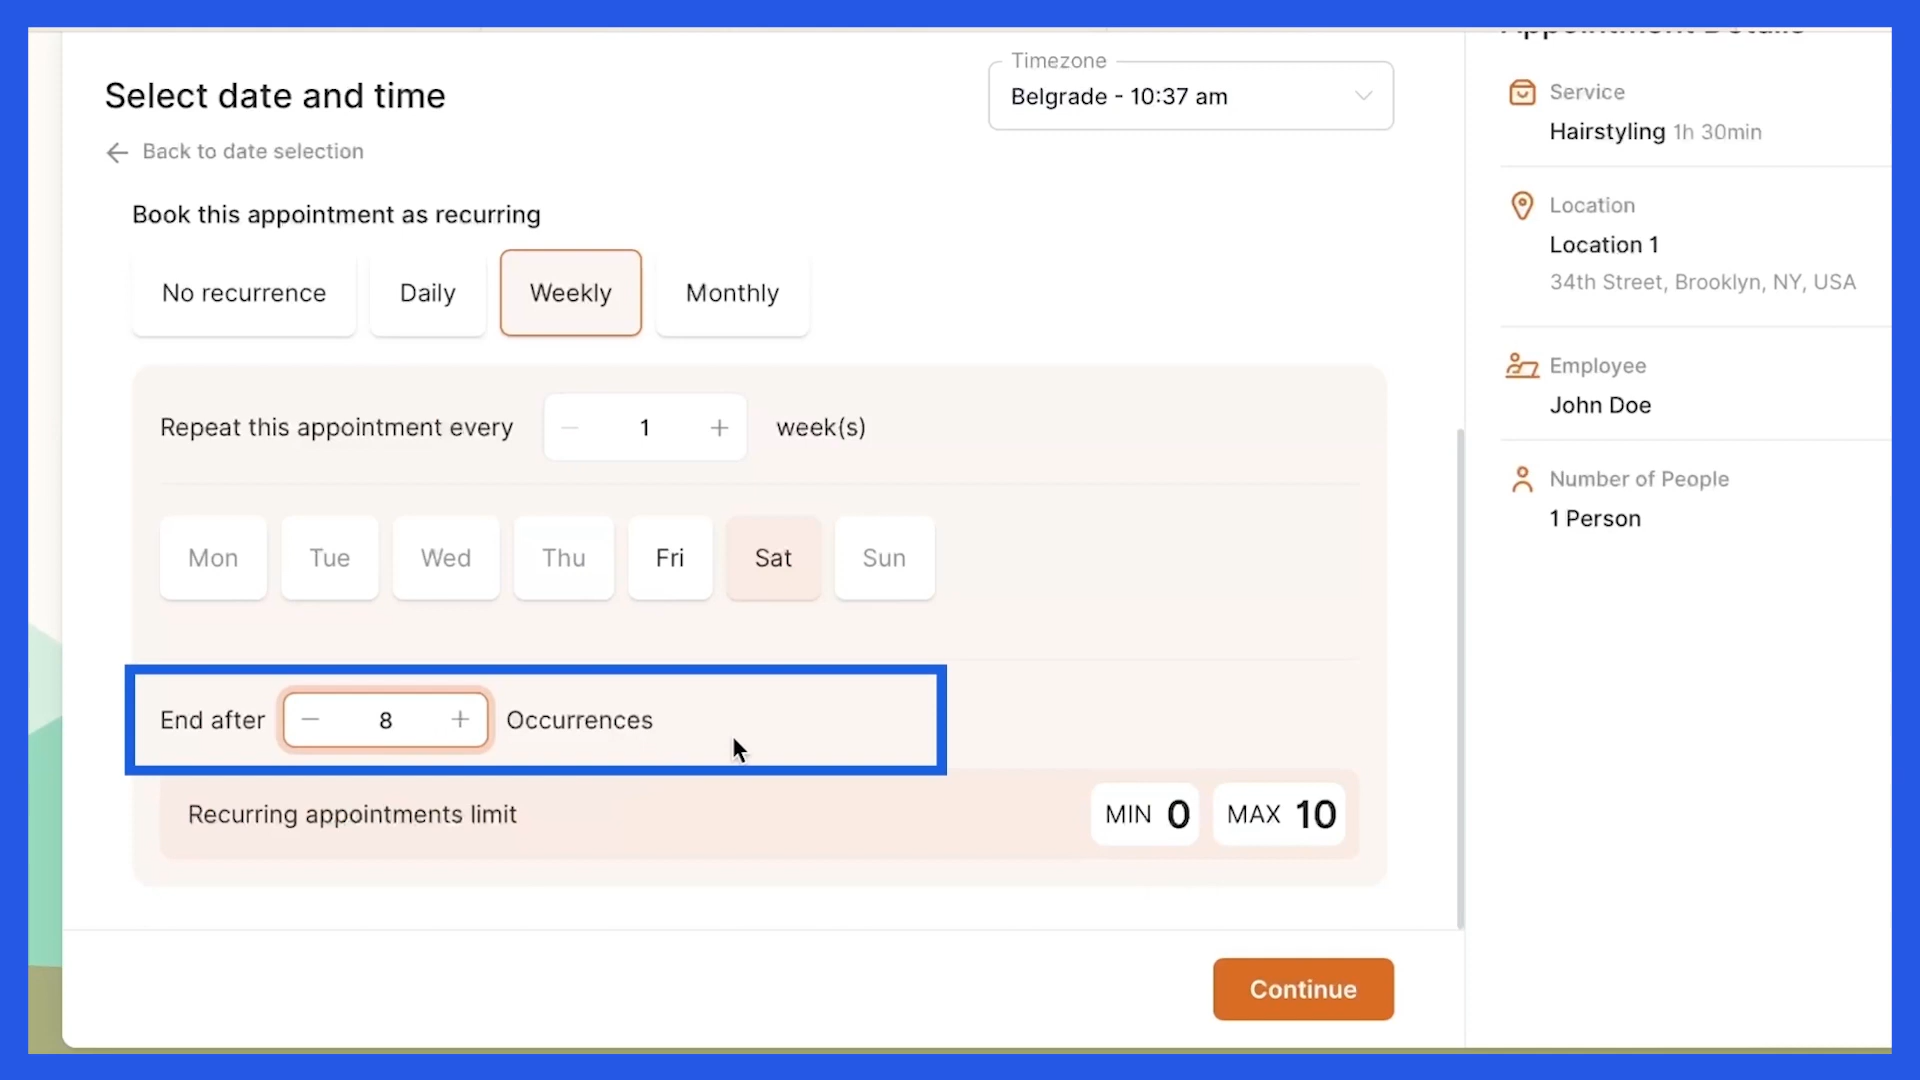 Select date and time
Timezone
Belgrade - 10:37 am
Back to date selection
Book this appointment as recurring
No recurrence
Daily
Weekly
Monthly
Repeat this appointment every 1 week(s)
Mon Tue Wed Thu Fri Sat Sun
End after 8 Occurrences
Recurring appointments limit
MIN 0 MAX 10
Continue
Appointment Details
Service
Hairstyling 1h 30min
Location
Location 1
34th Street, Brooklyn, NY, USA
Employee
John Doe
Number of People
1 Person